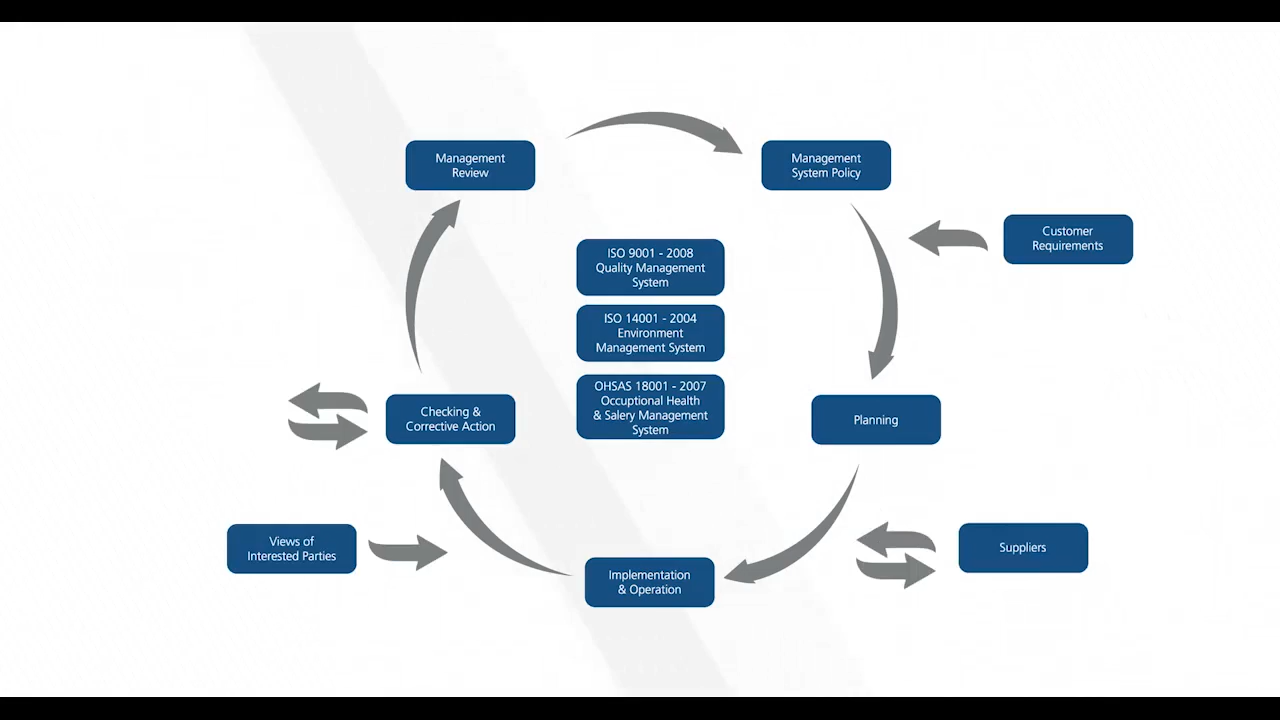 Management
Review
Management
System Policy
Customer
Requirements
ISO 9001 - 2008
Quality Management
System
ISO 14001 - 2004
Environment
Management System
OHSAS 18001 - 2007
Occuptional Health
& Salery Management
System
Checking &
Corrective Action
Planning
Views of
Interested Parties
Suppliers
Implementation
& Operation